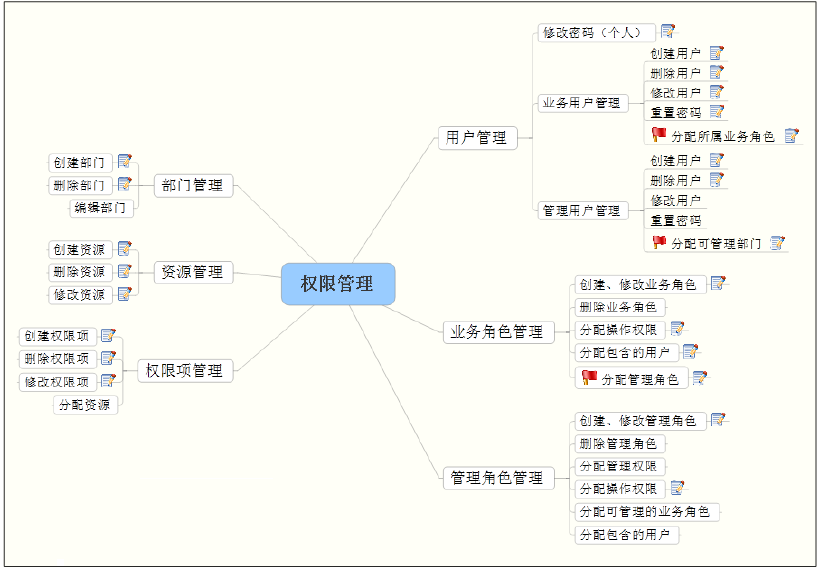 权限管理
用户管理
修改密码（个人）
业务用户管理
创建用户
删除用户
修改用户
重置密码
分配所属业务角色
管理用户管理
创建用户
删除用户
修改用户
重置密码
分配可管理部门
业务角色管理
创建、修改业务角色
删除业务角色
分配操作权限
分配包含的用户
分配管理角色
管理角色管理
创建、修改管理角色
删除管理角色
分配管理权限
分配操作权限
分配可管理的业务角色
分配包含的用户
部门管理
创建部门
删除部门
编辑部门
资源管理
创建资源
删除资源
修改资源
权限项管理
创建权限项
删除权限项
修改权限项
分配资源